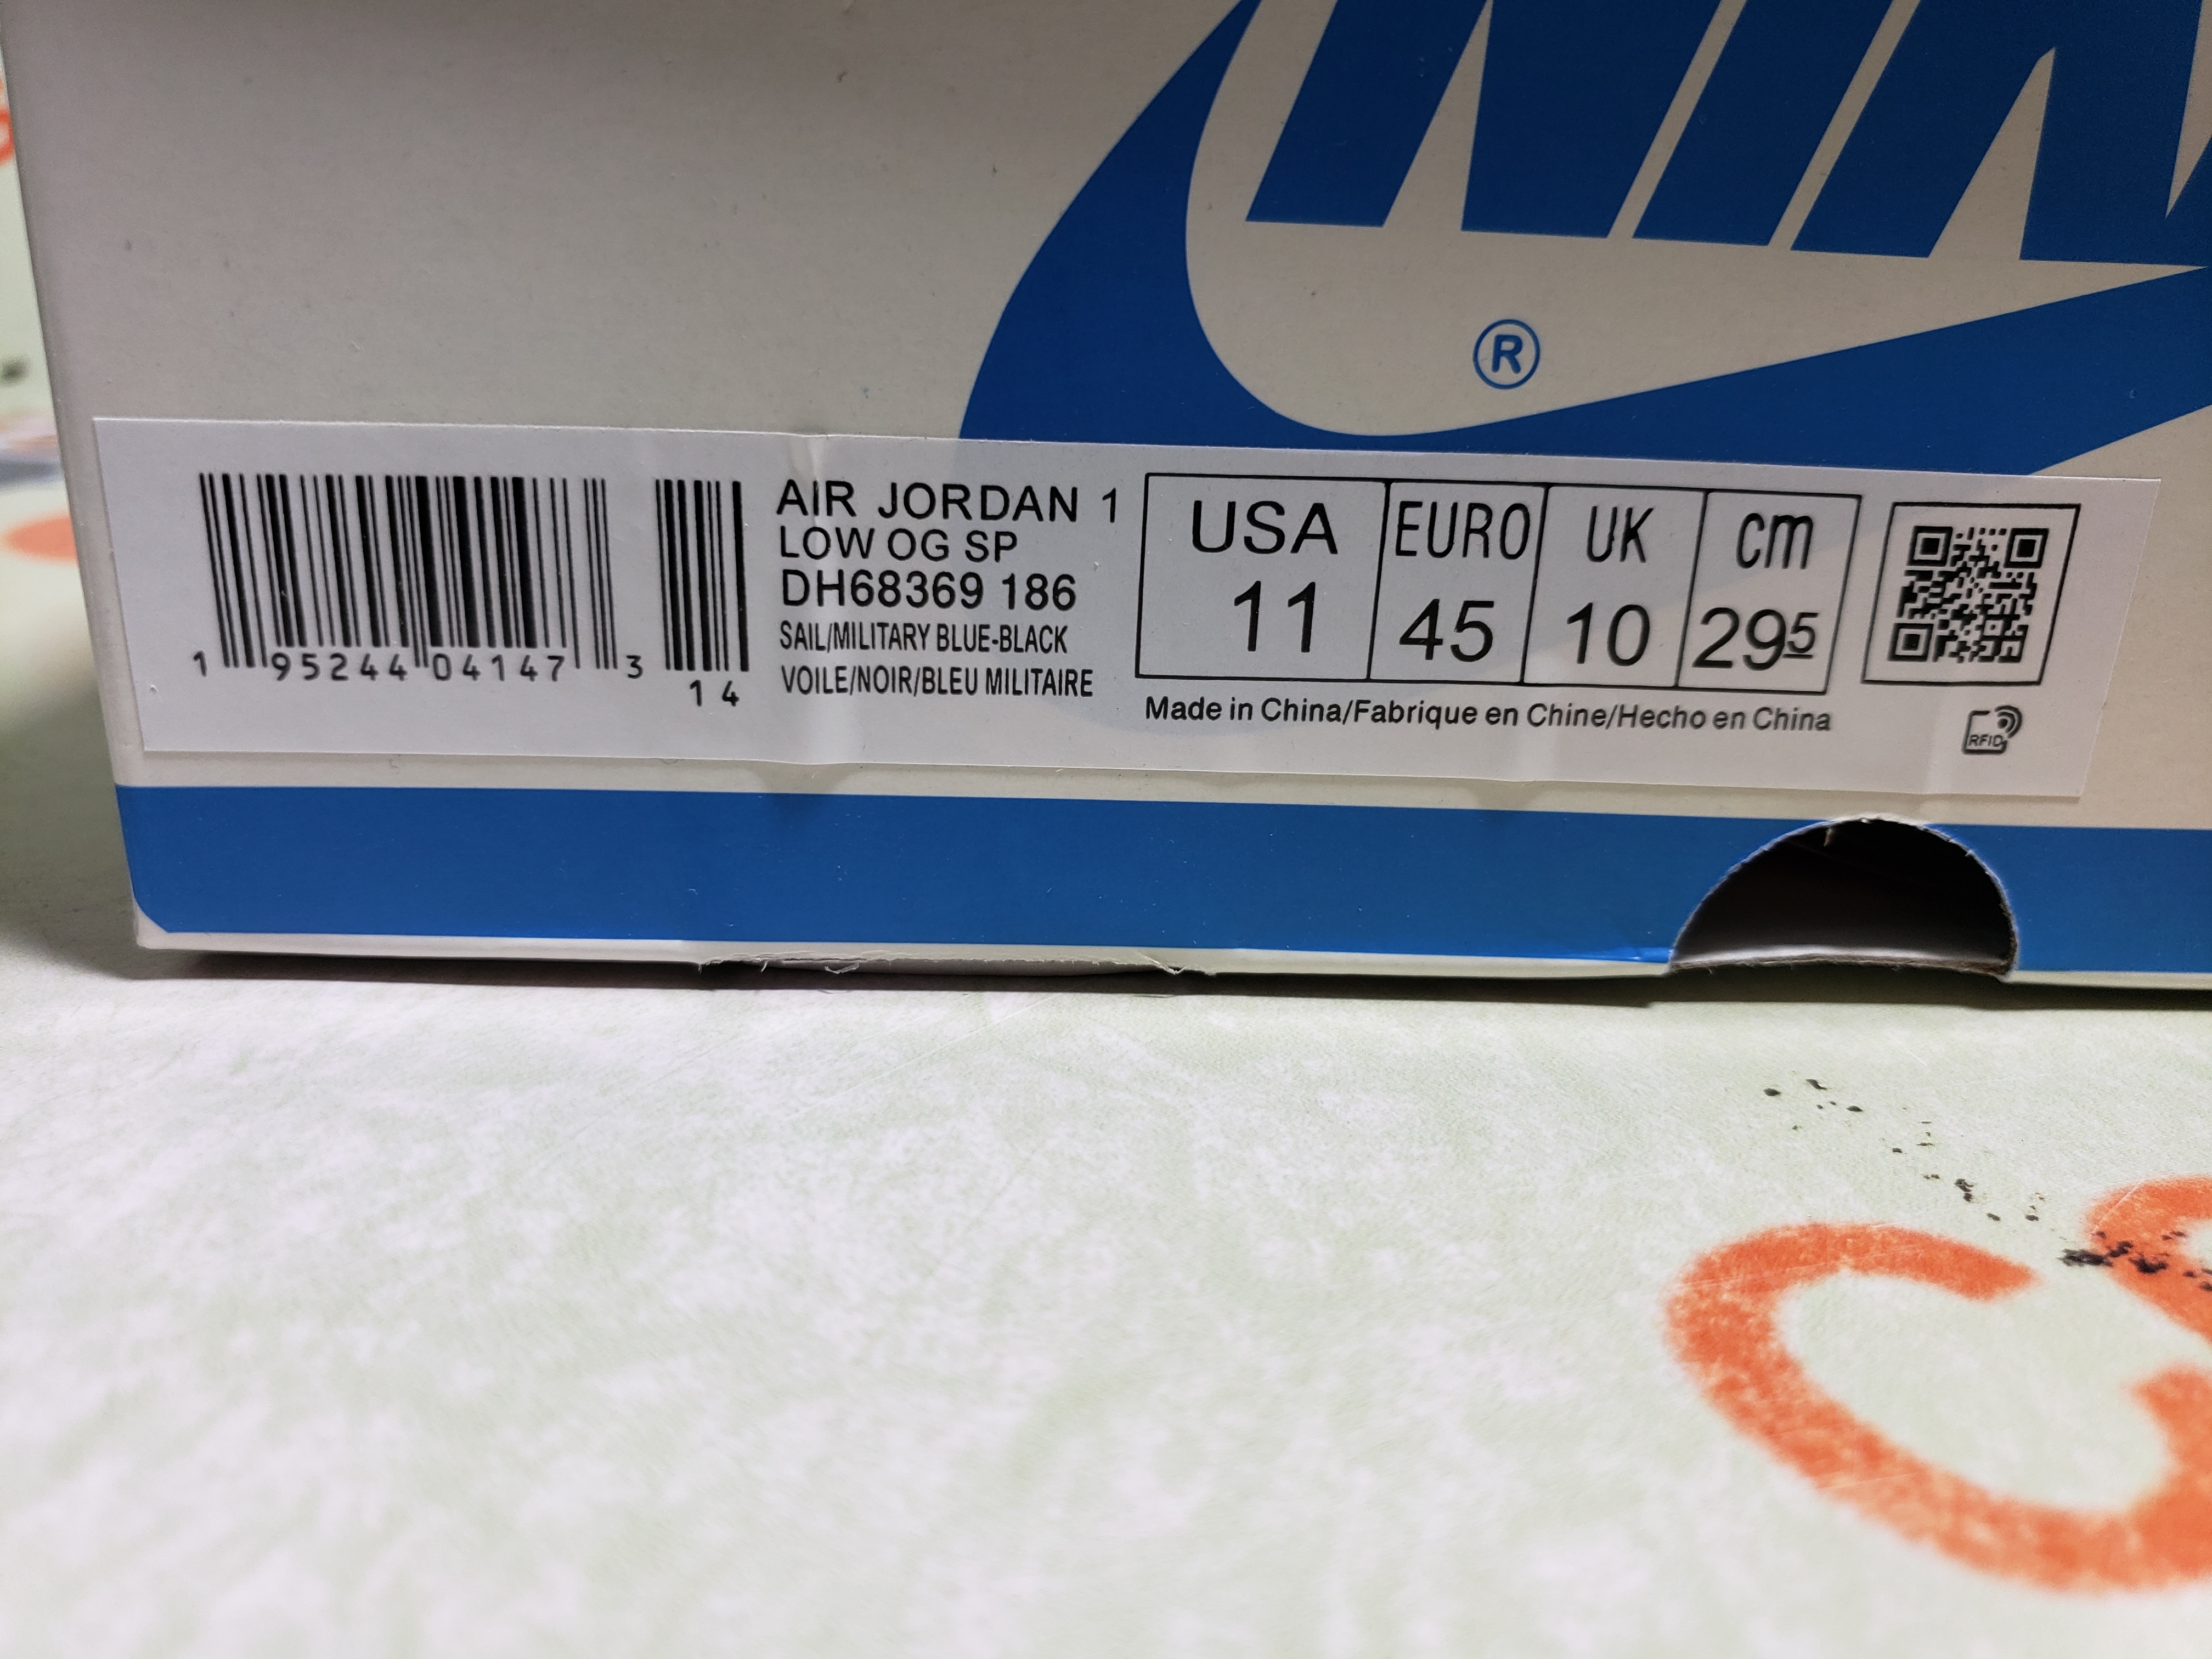 ®
AIR JORDAN 1
LOW OG SP
DH68369 186
SAIL/MILITARY BLUE-BLACK
VOILE/NOIR/BLEU MILITAIRE
1 95244 04147 3
14
USA EURO UK cm
11 45 10 295
Made in China/Fabrique en Chine/Hecho en China
RFID